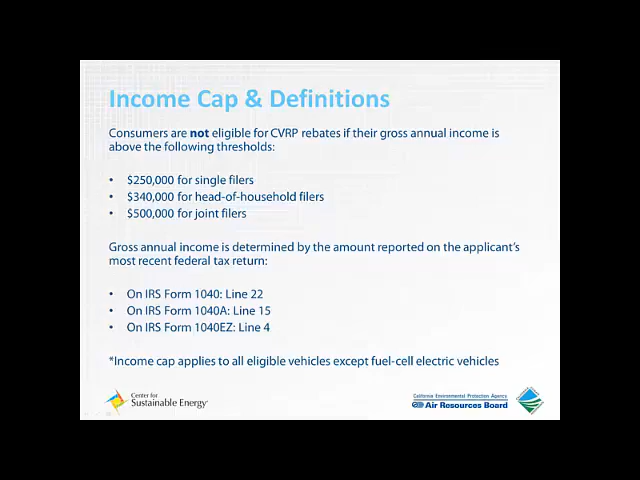 Income Cap & Definitions
Consumers are not eligible for CVRP rebates if their gross annual income is
above the following thresholds:
• $250,000 for single filers
• $340,000 for head-of-household filers
• $500,000 for joint filers
Gross annual income is determined by the amount reported on the applicant's
most recent federal tax return:
• On IRS Form 1040: Line 22
• On IRS Form 1040A: Line 15
• On IRS Form 1040EZ: Line 4
*Income cap applies to all eligible vehicles except fuel-cell electric vehicles
Center for
Sustainable Energy
California Environmental Protection Agency
Air Resources Board